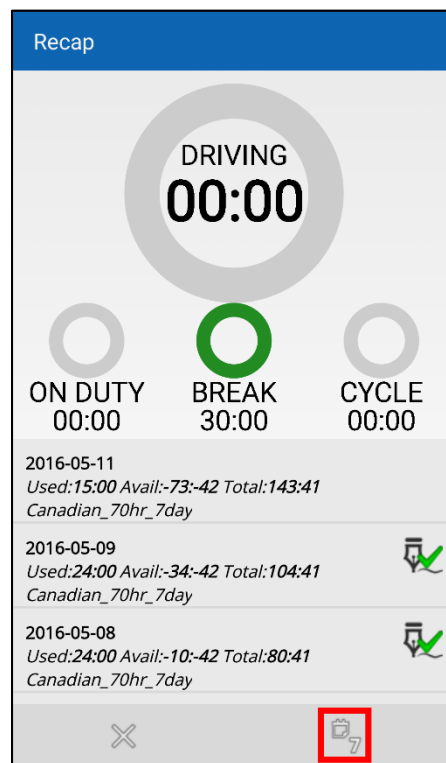 Recap
DRIVING
00:00
ON DUTY
00:00
BREAK
30:00
CYCLE
00:00
2016-05-11
Used:15:00 Avail:-73:-42 Total:143:41
Canadian_70hr_7day
2016-05-09
Used:24:00 Avail:-34:-42 Total:104:41
Canadian_70hr_7day
2016-05-08
Used:24:00 Avail:-10:-42 Total:80:41
Canadian_70hr_7day
7